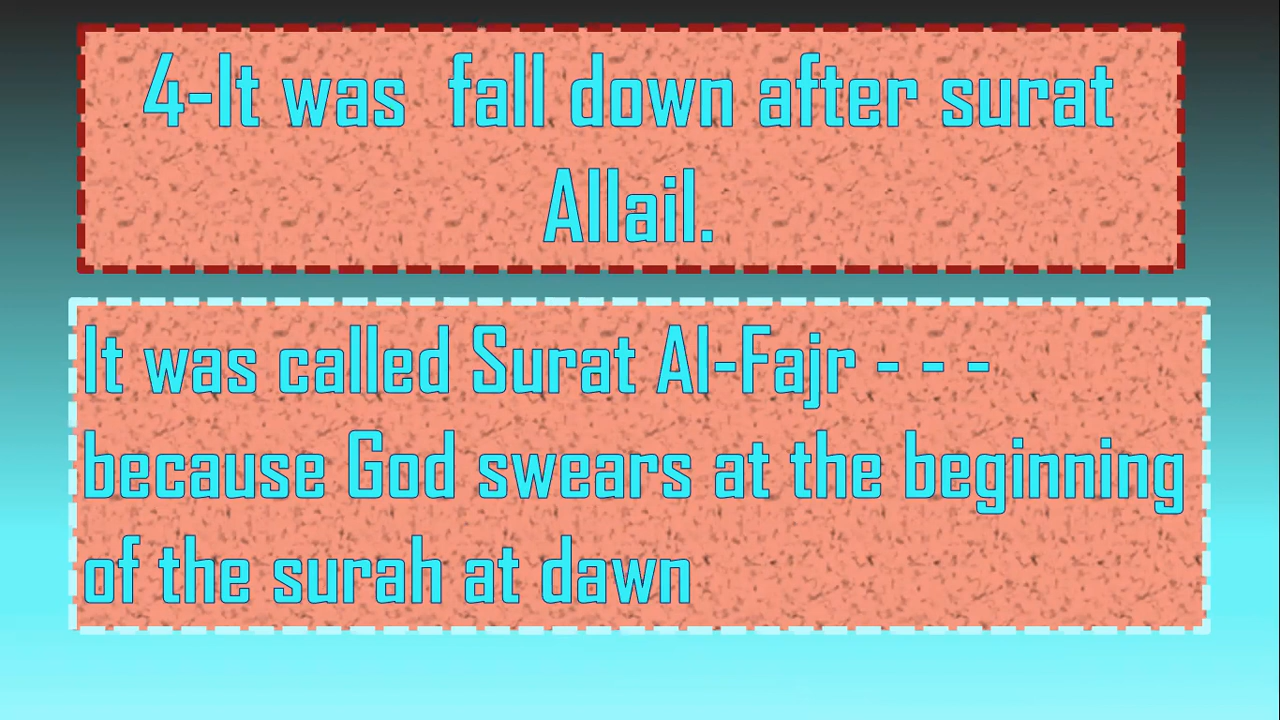 4-It was  fall down after surat
Allail.
It was called Surat Al-Fajr - - -
because God swears at the beginning
of the surah at dawn